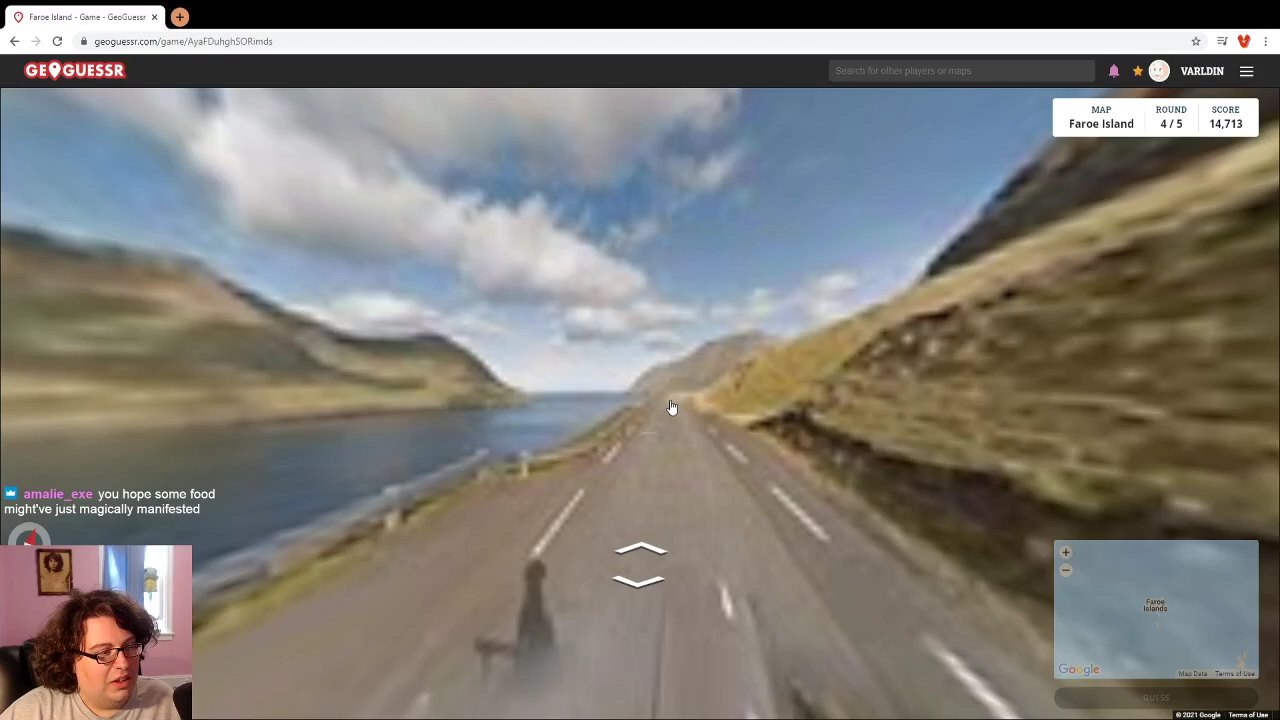 Faroe Island - Game - GeoGuessr
geoguessr.com/game/AyaFDuhghSORimds
GEOGUESSR
Search for other players or maps
VARLDIN
MAP ROUND SCORE
Faroe Island 4 / 5 14,713
amalie_exe you hope some food
might've just magically manifested
Faroe
Islands
Google Map Data Terms of Use
GUESS
© 2021 Google Terms of Use